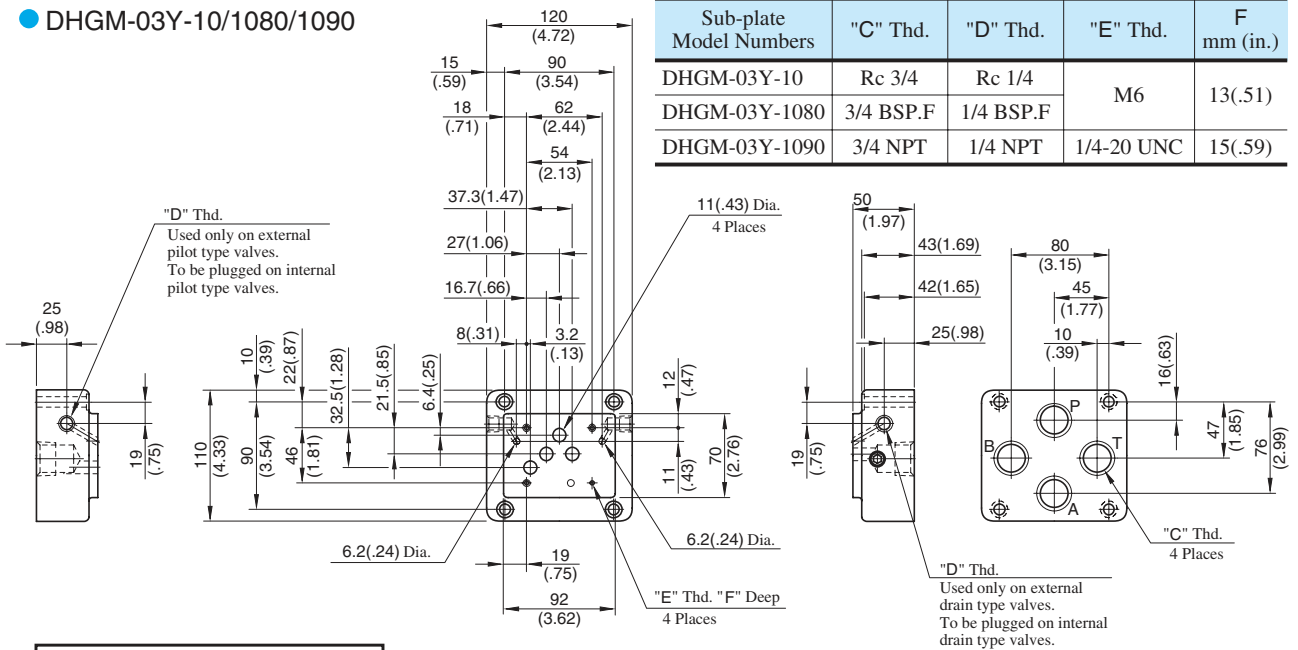 DHGM-03Y-10/1080/1090
Sub-plate Model Numbers "C" Thd. "D" Thd. "E" Thd. F mm (in.)
DHGM-03Y-10 Rc 3/4 Rc 1/4 M6 13(.51)
DHGM-03Y-1080 3/4 BSP.F 1/4 BSP.F
DHGM-03Y-1090 3/4 NPT 1/4 NPT 1/4-20 UNC 15(.59)
120
(4.72)
15
(.59)
90
(3.54)
18
(.71)
62
(2.44)
54
(2.13)
37.3(1.47)
27(1.06)
16.7(.66)
8(.31)
3.2
(.13)
11(.43) Dia.
4 Places
"D" Thd.
Used only on external
pilot type valves.
To be plugged on internal
pilot type valves.
25
(.98)
19
(.75)
110
(4.33)
10
(.39)
90
(3.54)
22(.87)
46
(1.81)
32.5(1.28)
21.5(.85)
6.4(.25)
12
(.47)
11
(.43)
70
(2.76)
6.2(.24) Dia.
6.2(.24) Dia.
19
(.75)
92
(3.62)
"E" Thd. "F" Deep
4 Places
50
(1.97)
43(1.69)
42(1.65)
25(.98)
19
(.75)
80
(3.15)
45
(1.77)
10
(.39)
16(.63)
47
(1.85)
76
(2.99)
P
B
T
A
"C" Thd.
4 Places
"D" Thd.
Used only on external
drain type valves.
To be plugged on internal
drain type valves.